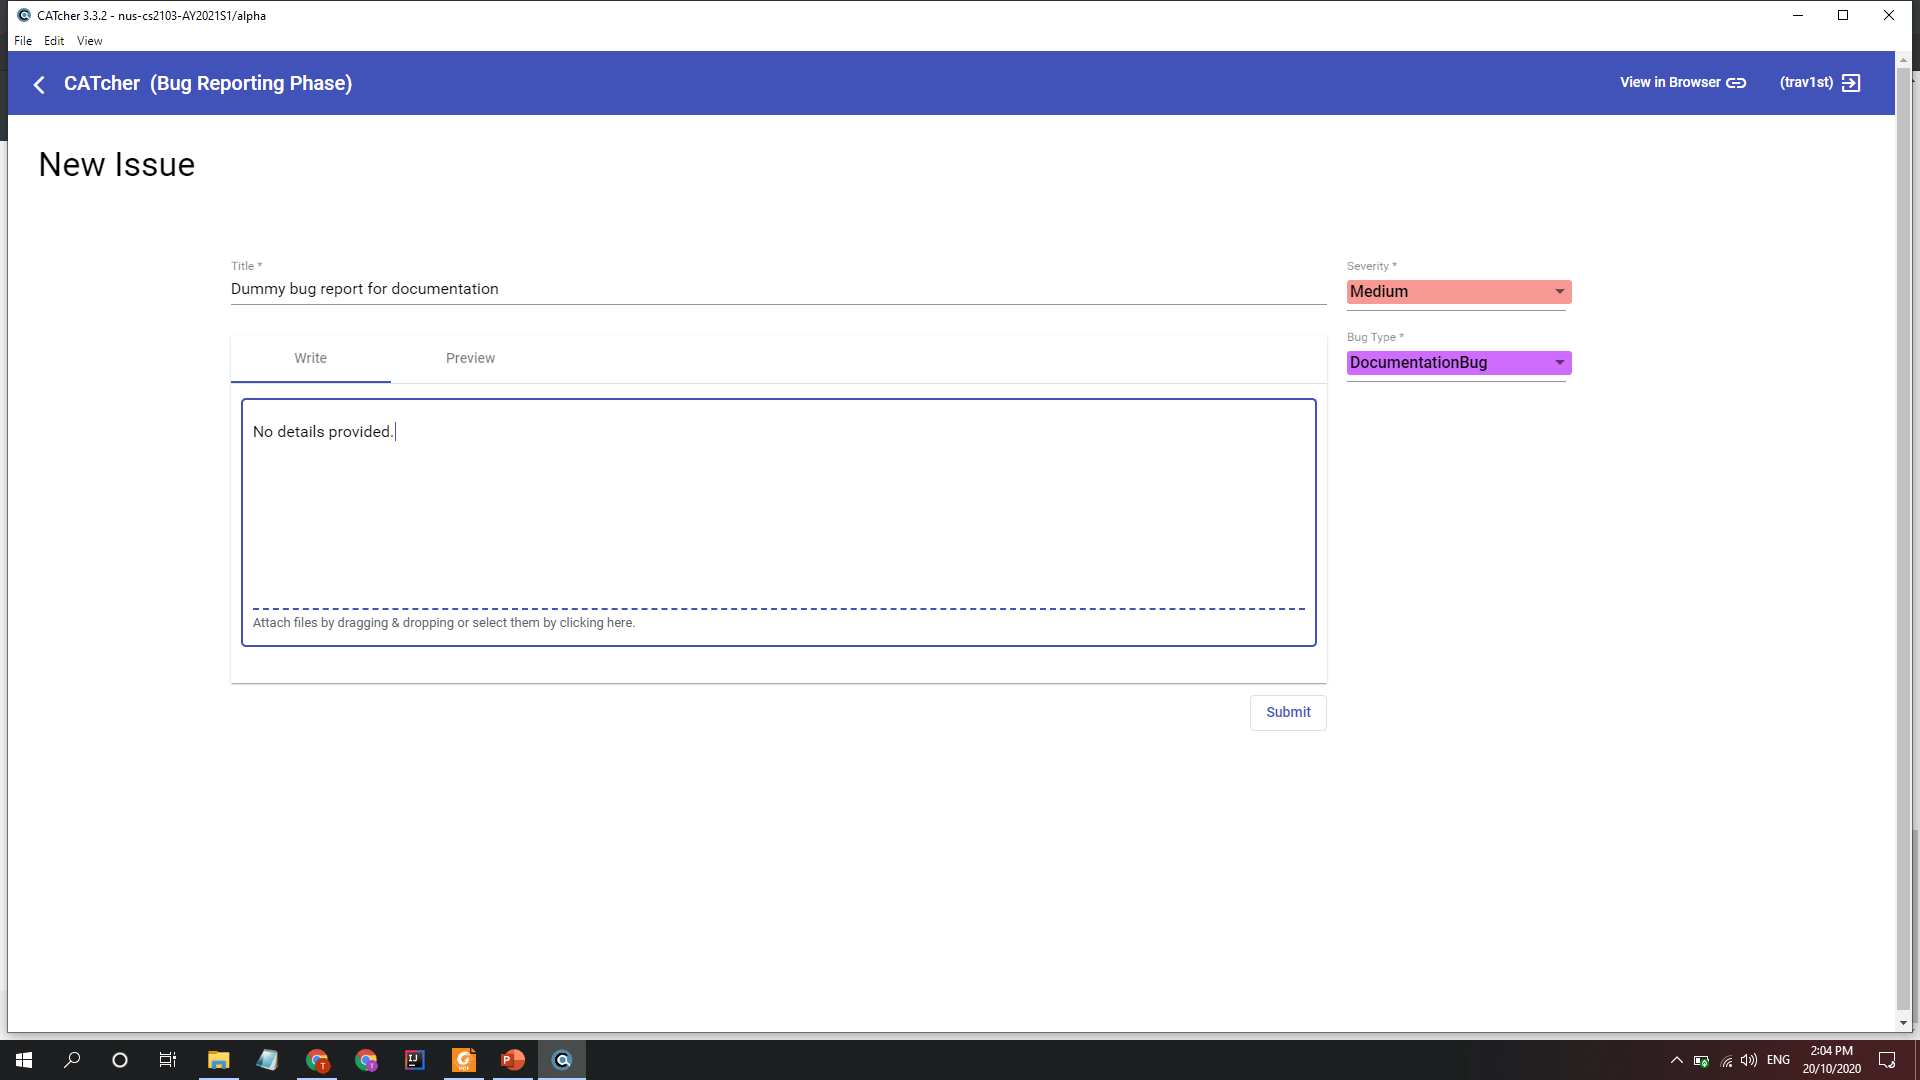 CATcher 3.3.2 - nus-cs2103-AY2021S1/alpha
File Edit View
CATcher (Bug Reporting Phase)
View in Browser
(trav1st)
New Issue
Title *
Dummy bug report for documentation
Severity *
Medium
Bug Type *
DocumentationBug
Write
Preview
No details provided.
Attach files by dragging & dropping or select them by clicking here.
Submit
ENG
2:04 PM
20/10/2020